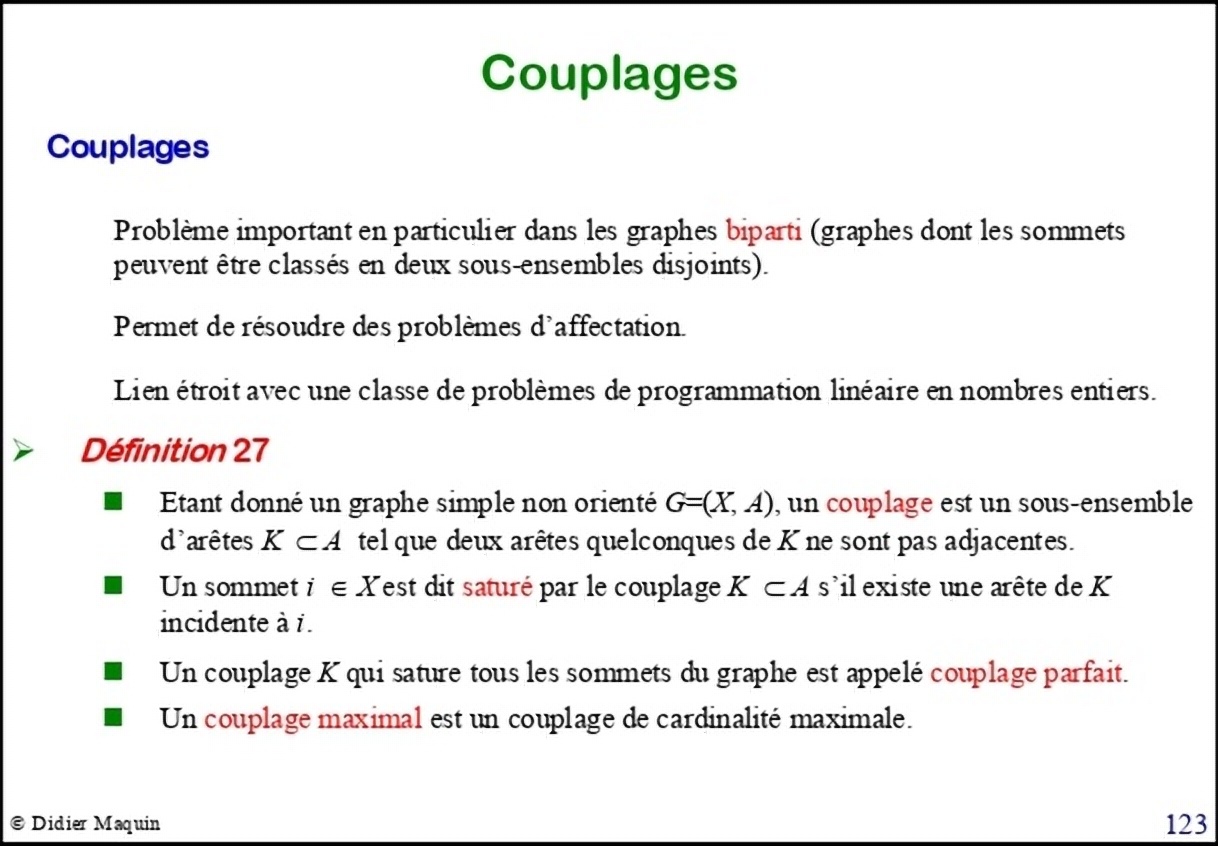 Couplages
Couplages
Problème important en particulier dans les graphes biparti (graphes dont les sommets
peuvent être classés en deux sous-ensembles disjoints).
Permet de résoudre des problèmes d'affectation.
Lien étroit avec une classe de problèmes de programmation linéaire en nombres entiers.
➢ Définition 27
■ Etant donné un graphe simple non orienté G=(X, A), un couplage est un sous-ensemble
d'arêtes K ⊂ A tel que deux arêtes quelconques de K ne sont pas adjacentes.
■ Un sommet i ∈ X est dit saturé par le couplage K ⊂ A s'il existe une arête de K
incidente à i.
■ Un couplage K qui sature tous les sommets du graphe est appelé couplage parfait.
■ Un couplage maximal est un couplage de cardinalité maximale.
© Didier Maquin
123